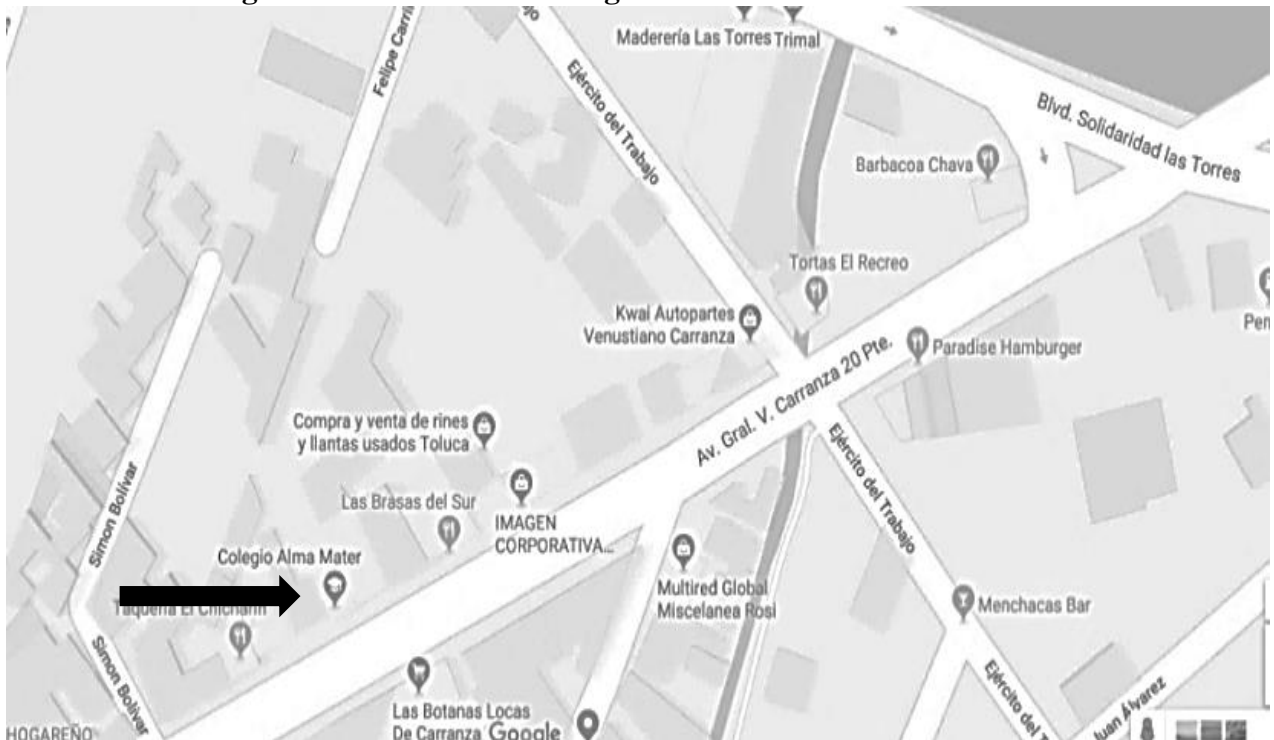 Felipe Carri
Ejército del Trabajo
Maderería Las Torres
Trimal
Blvd. Solidaridad las Torres
Barbacoa Chava
Tortas El Recreo
Kwai Autopartes
Venustiano Carranza
Av. Gral. V. Carranza 20 Pte.
Paradise Hamburger
Pen
Compra y venta de rines
y llantas usados Toluca
Las Brasas del Sur
IMAGEN
CORPORATIVA...
Simon Bolívar
Colegio Alma Mater
Ejército del Trabajo
Multired Global
Miscelanea Rosi
Menchacas Bar
Simon Bolívar
Las Botanas Locas
De Carranza
Google
Ejército del T
Juan Álvarez
HOGAREÑO